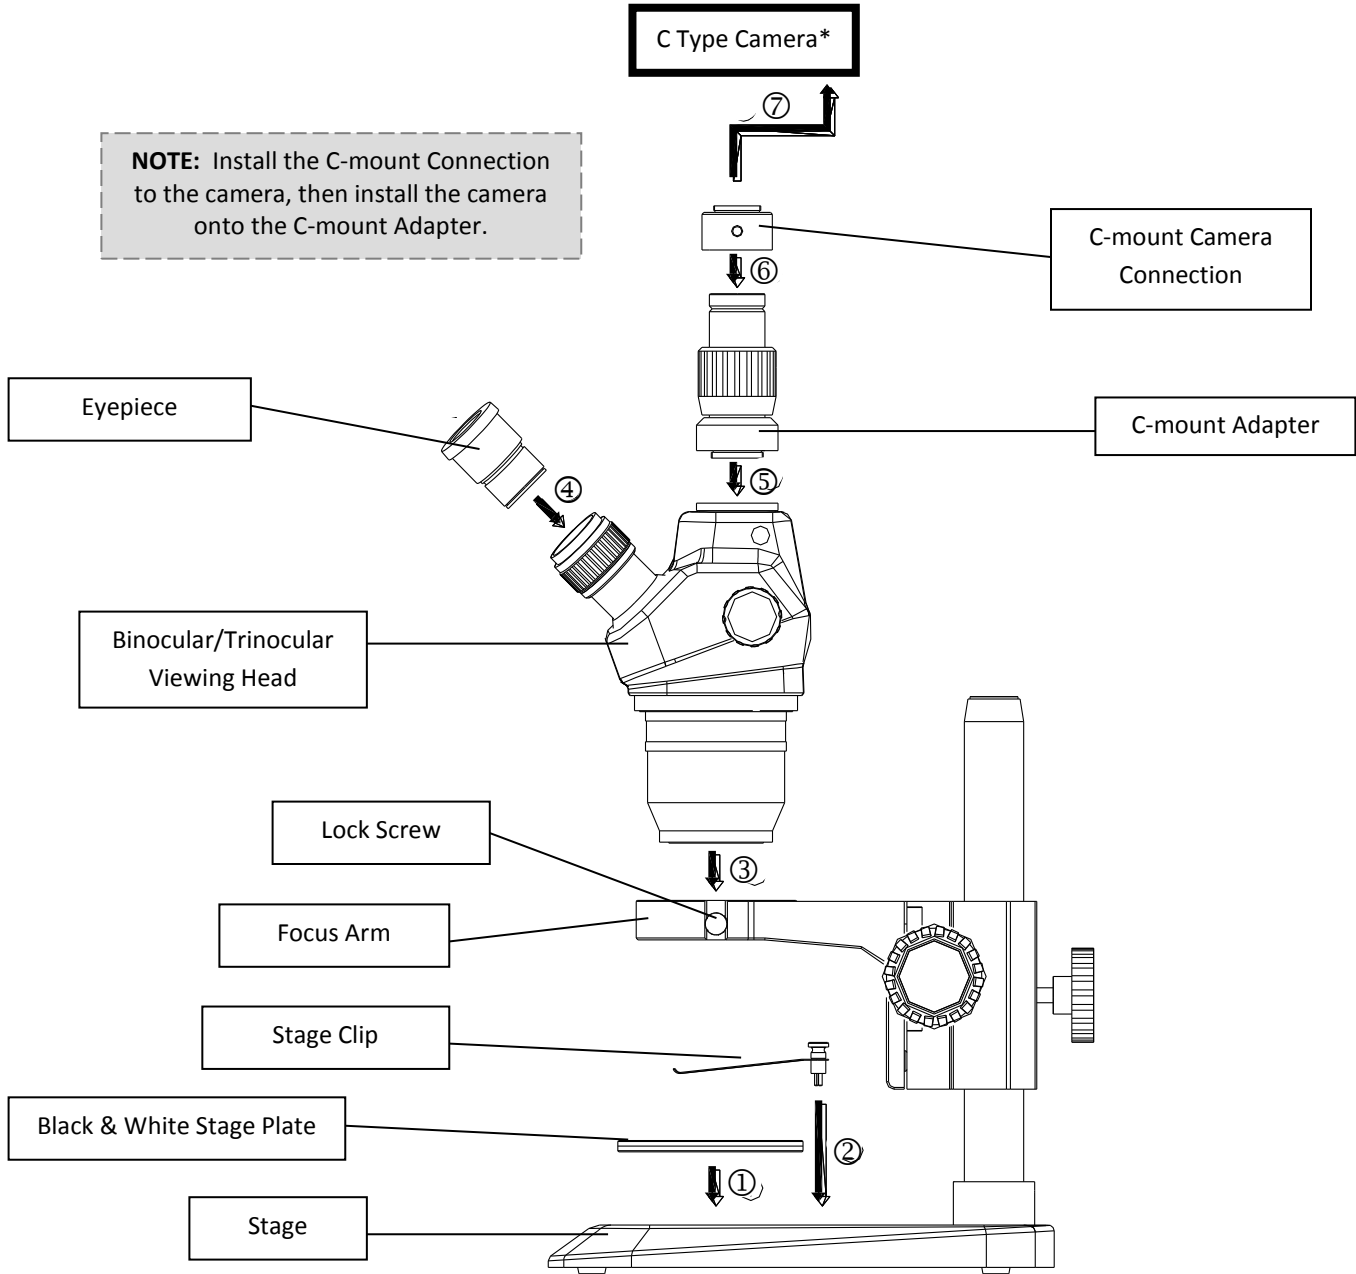 C Type Camera*
⑦
NOTE: Install the C-mount Connection
to the camera, then install the camera
onto the C-mount Adapter.
C-mount Camera
Connection
⑥
Eyepiece
C-mount Adapter
④
⑤
Binocular/Trinocular
Viewing Head
Lock Screw
③
Focus Arm
Stage Clip
Black & White Stage Plate
②
①
Stage